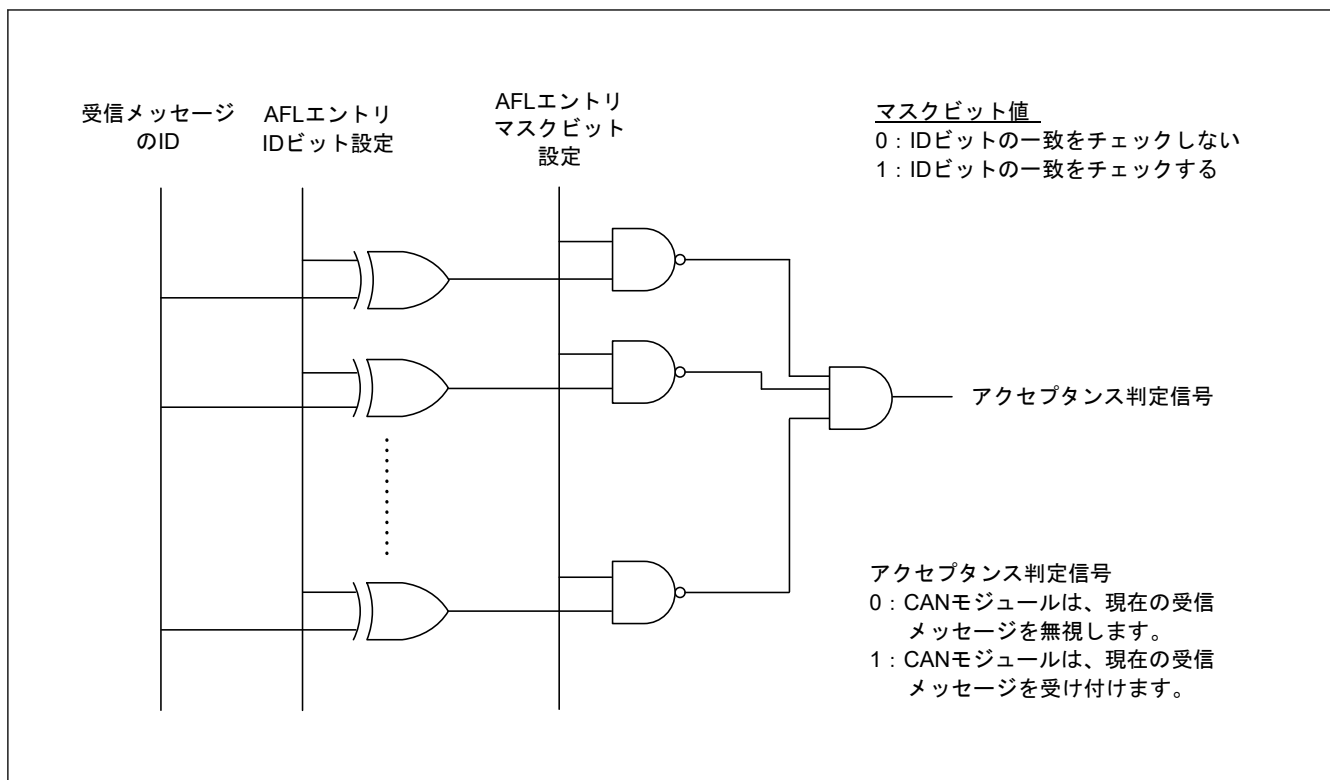 受信メッセージ
のID
AFLエントリ
IDビット設定
AFLエントリ
マスクビット
設定
マスクビット値
0：IDビットの一致をチェックしない
1：IDビットの一致をチェックする
アクセプタンス判定信号
アクセプタンス判定信号
0：CANモジュールは、現在の受信
メッセージを無視します。
1：CANモジュールは、現在の受信
メッセージを受け付けます。